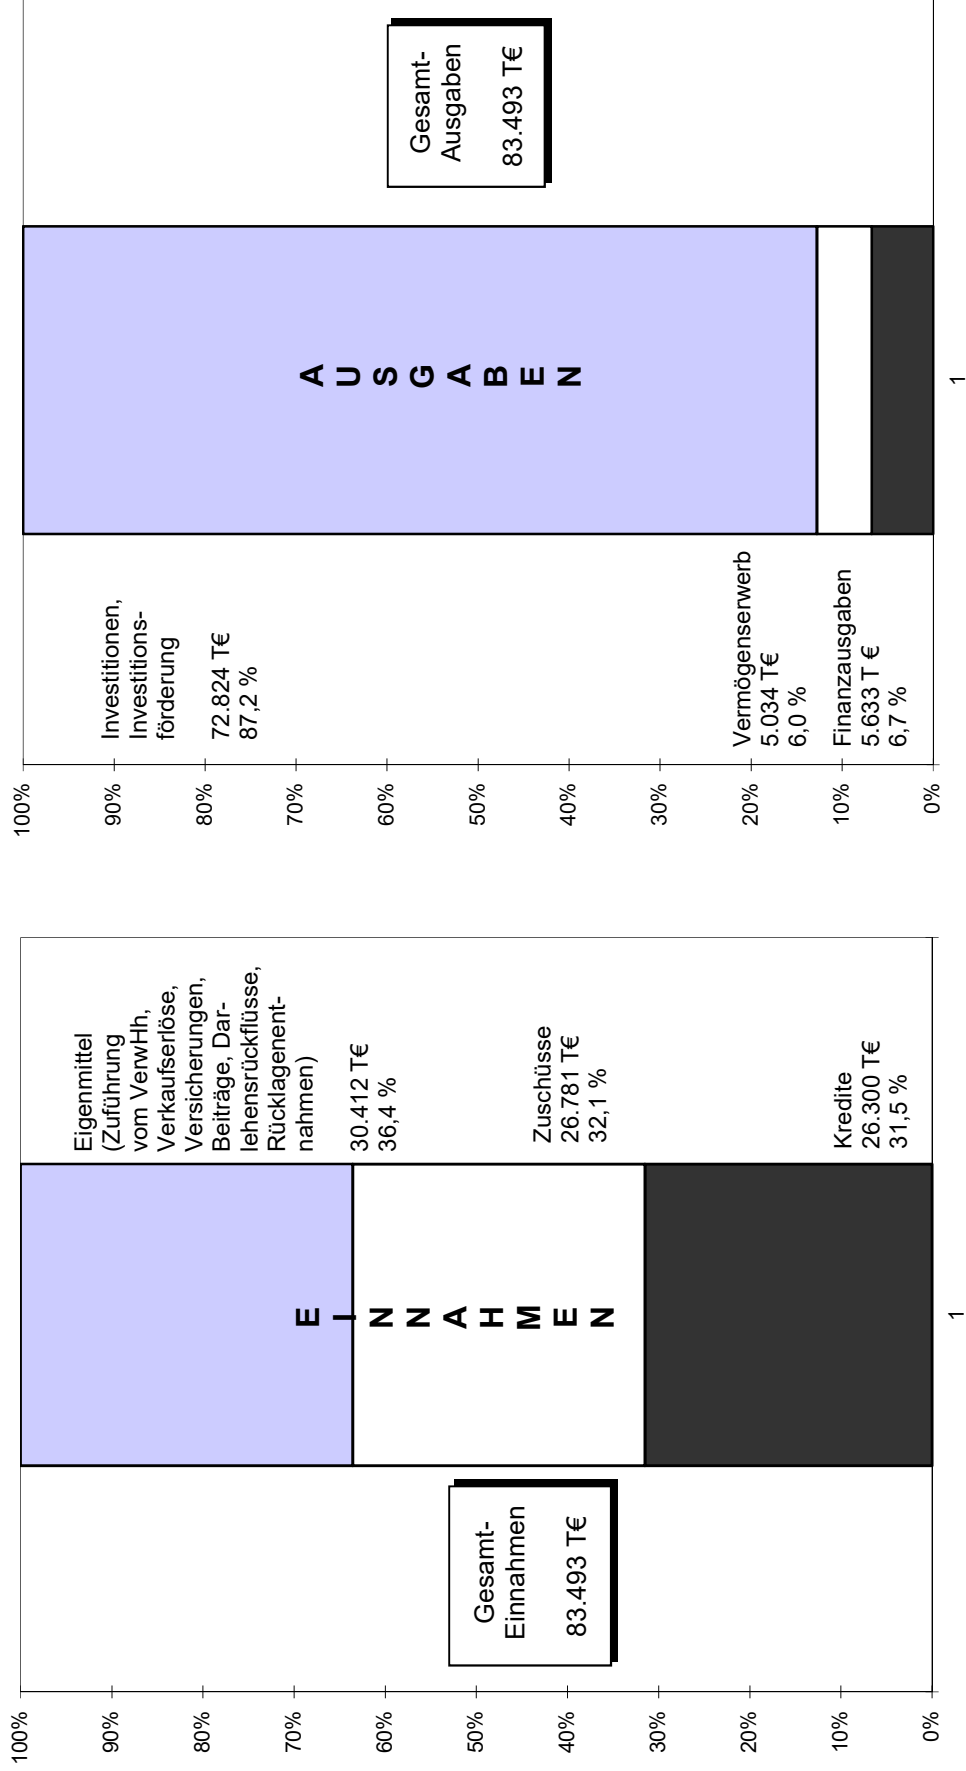 100%
90%
80%
70%
60%
50%
40%
30%
20%
10%
0%
Gesamt-
Einnahmen
83.493 T€
E
I
N
N
A
H
M
E
N
1
Eigenmittel
(Zuführung
vom VerwHh,
Verkaufserlöse,
Versicherungen,
Beiträge, Dar-
lehensrückflüsse,
Rücklagenent-
nahmen)
30.412 T€
36,4 %
Zuschüsse
26.781 T€
32,1 %
Kredite
26.300 T€
31,5 %
100%
90%
80%
70%
60%
50%
40%
30%
20%
10%
0%
Investitionen,
Investitions-
förderung
72.824 T€
87,2 %
Vermögenserwerb
5.034 T€
6,0 %
Finanzausgaben
5.633 T €
6,7 %
A
U
S
G
A
B
E
N
1
Gesamt-
Ausgaben
83.493 T€